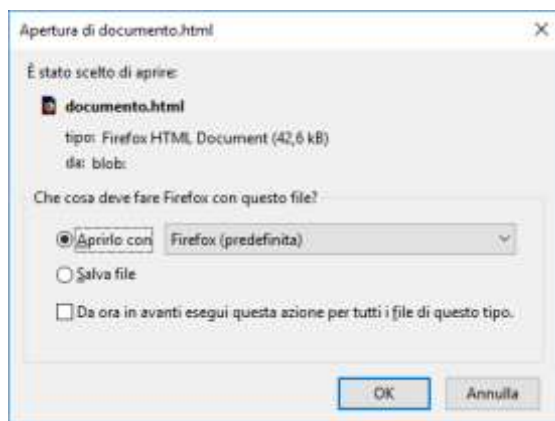 Apertura di documento.html
È stato scelto di aprire:
documento.html
tipo: Firefox HTML Document (42,6 kB)
da: blob:
Che cosa deve fare Firefox con questo file?
Aprirlo con Firefox (predefinita)
Salva file
Da ora in avanti esegui questa azione per tutti i file di questo tipo.
OK Annulla